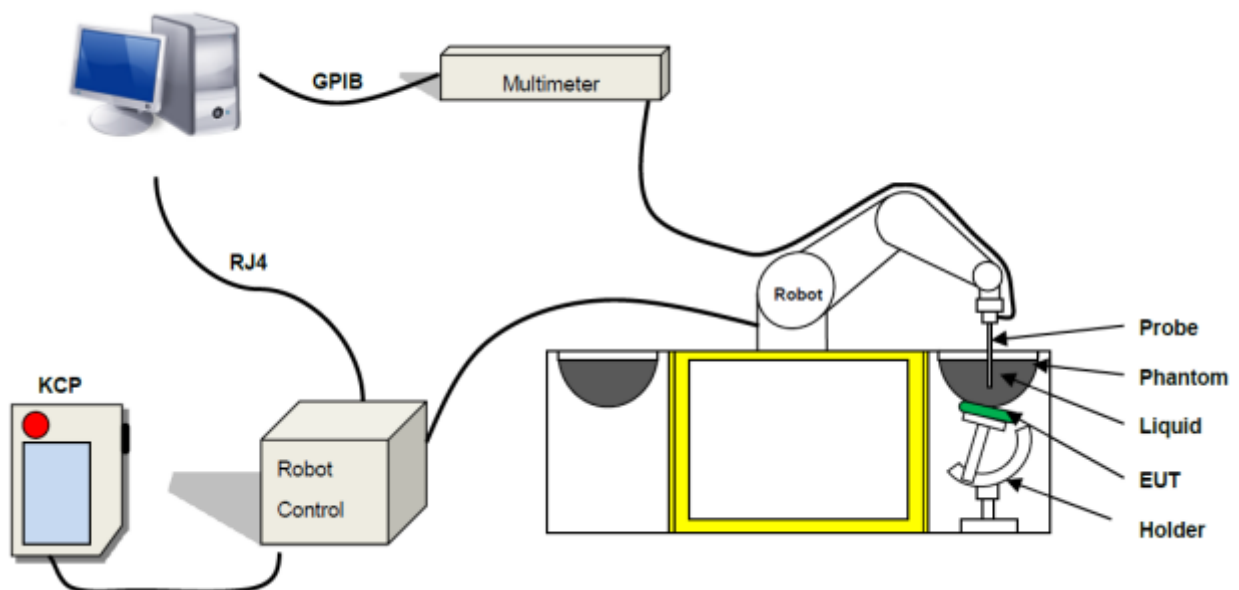 GPIB
Multimeter
RJ4
Robot
Probe
Phantom
KCP
Liquid
Robot
Control
EUT
Holder